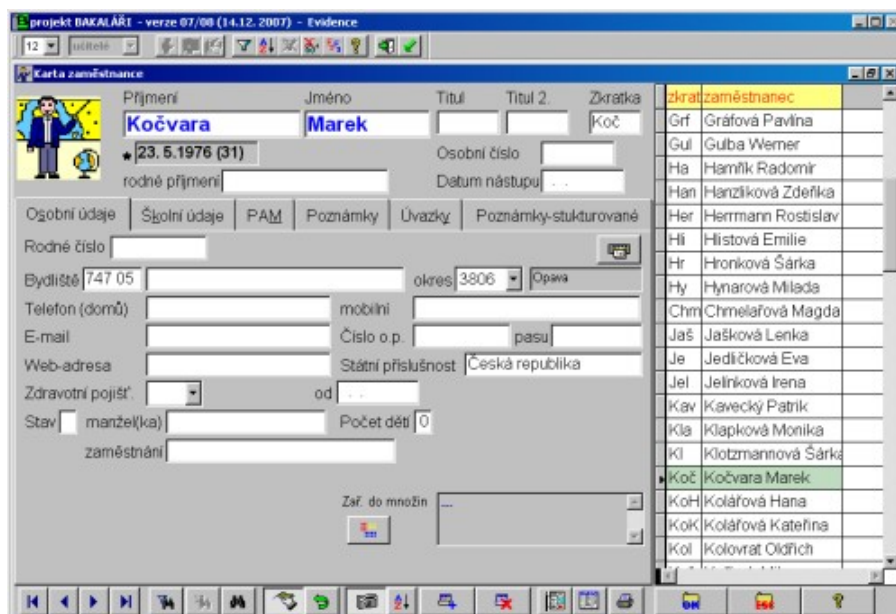 projekt BAKALÁŘI - verze 07/08 (14.12. 2007) - Evidence
12 učitelé
Karta zaměstnance
Příjmení Jméno Titul Titul 2. Zkratka
Kočvara Marek Koč
23. 5.1976 (31) Osobní číslo
rodné příjmení Datum nástupu . .
Osobní údaje Školní údaje PAM Poznámky Úvazky Poznámky-stukturované
Rodné číslo
Bydliště 747 05 okres 3806 Opava
Telefon (domů) mobilní
E-mail Číslo o.p. pasu
Web-adresa Státní příslušnost Česká republika
Zdravotní pojišť. od . .
Stav manžel(ka) Počet dětí 0
zaměstnání
Zař. do množin ...
zkrat zaměstnanec
Grf Gráfová Pavlína
Gul Gulba Werner
Ha Hamřík Radomír
Han Hanzliková Zdeňka
Her Herrmann Rostislav
Hli Hlistová Emilie
Hr Hronková Šárka
Hy Hynarová Milada
Chm Chmelařová Magda
Jaš Jašková Lenka
Je Jedličková Eva
Jel Jelínková Irena
Kav Kavecký Patrik
Kla Klapková Monika
Kl Klotzmannová Šárka
Koč Kočvara Marek
KoH Kolářová Hana
KoK Kolářová Kateřina
Kol Kolovrat Oldřich
OK ESC ?